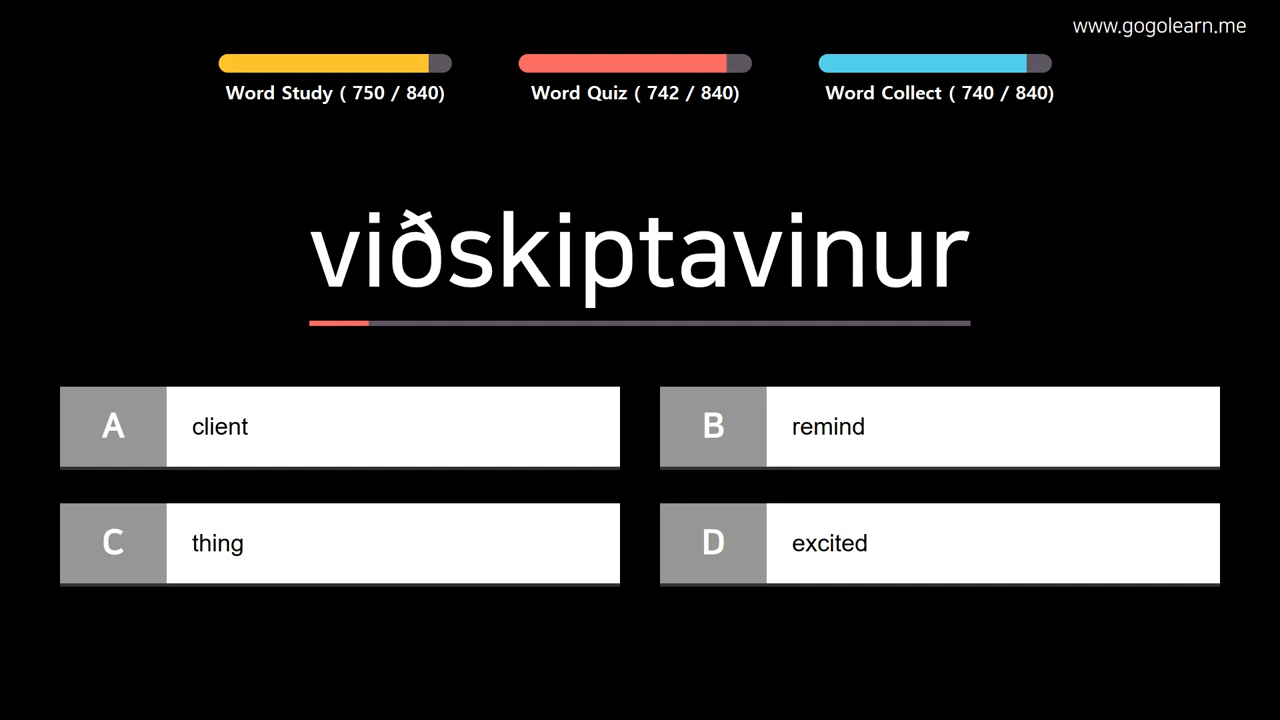 www.gogolearn.me
Word Study ( 750 / 840)
Word Quiz ( 742 / 840)
Word Collect ( 740 / 840)
viðskiptavinur
A client
B remind
C thing
D excited